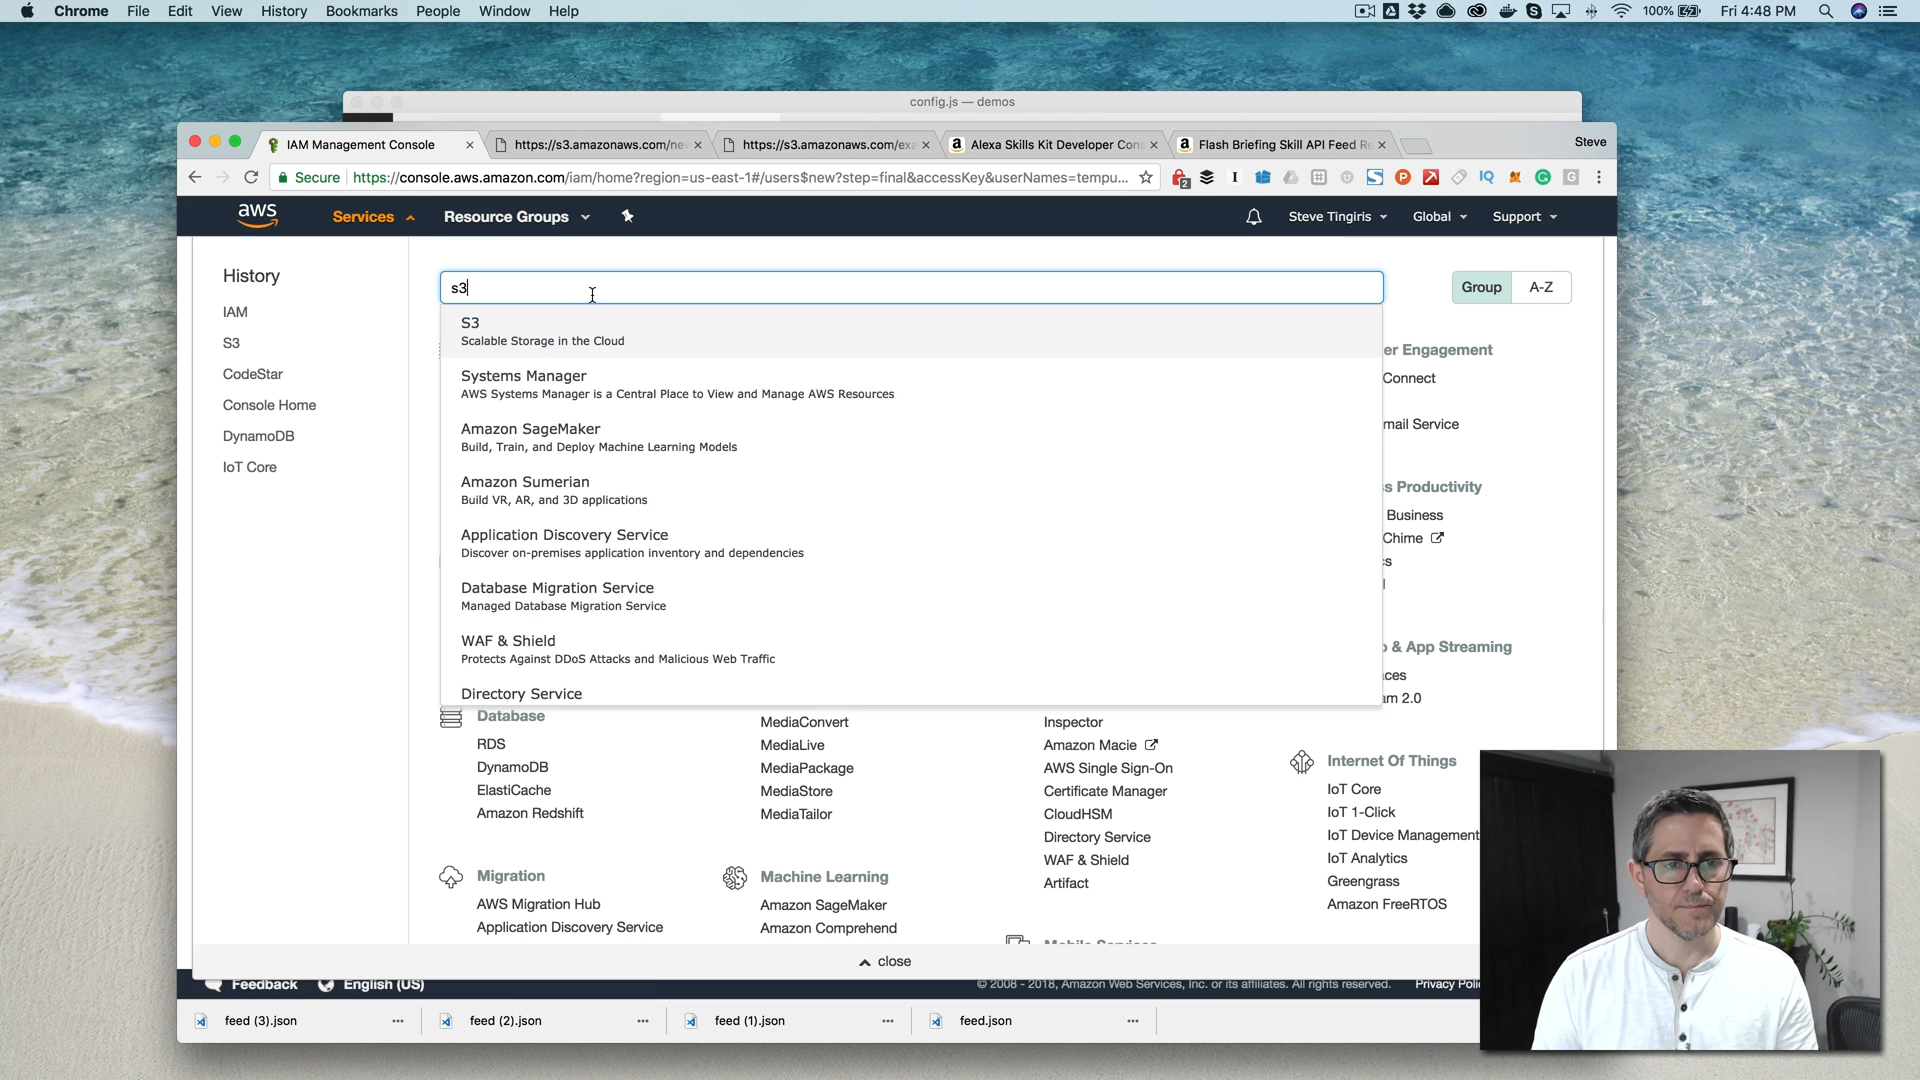 Chrome File Edit View History Bookmarks People Window Help
100% Fri 4:48 PM
config.js — demos
IAM Management Console
https://s3.amazonaws.com/nev
https://s3.amazonaws.com/exa
Alexa Skills Kit Developer Cons
Flash Briefing Skill API Feed Re
Steve
Secure https://console.aws.amazon.com/iam/home?region=us-east-1#/users$new?step=final&accessKey&userNames=tempu...
aws Services Resource Groups Steve Tingiris Global Support
History
IAM
S3
CodeStar
Console Home
DynamoDB
IoT Core
s3
Group A-Z
S3
Scalable Storage in the Cloud
Systems Manager
AWS Systems Manager is a Central Place to View and Manage AWS Resources
Amazon SageMaker
Build, Train, and Deploy Machine Learning Models
Amazon Sumerian
Build VR, AR, and 3D applications
Application Discovery Service
Discover on-premises application inventory and dependencies
Database Migration Service
Managed Database Migration Service
WAF & Shield
Protects Against DDoS Attacks and Malicious Web Traffic
Directory Service
er Engagement
Connect
mail Service
s Productivity
Business
Chime
cs
p & App Streaming
ces
am 2.0
Database
RDS
DynamoDB
ElastiCache
Amazon Redshift
MediaConvert
MediaLive
MediaPackage
MediaStore
MediaTailor
Inspector
Amazon Macie
AWS Single Sign-On
Certificate Manager
CloudHSM
Directory Service
WAF & Shield
Artifact
Internet Of Things
IoT Core
IoT 1-Click
IoT Device Management
IoT Analytics
Greengrass
Amazon FreeRTOS
Migration
AWS Migration Hub
Application Discovery Service
Machine Learning
Amazon SageMaker
Amazon Comprehend
Mobile Services
close
Feedback English (US)
© 2008 - 2018, Amazon Web Services, Inc. or its affiliates. All rights reserved. Privacy Poli
feed (3).json
feed (2).json
feed (1).json
feed.json